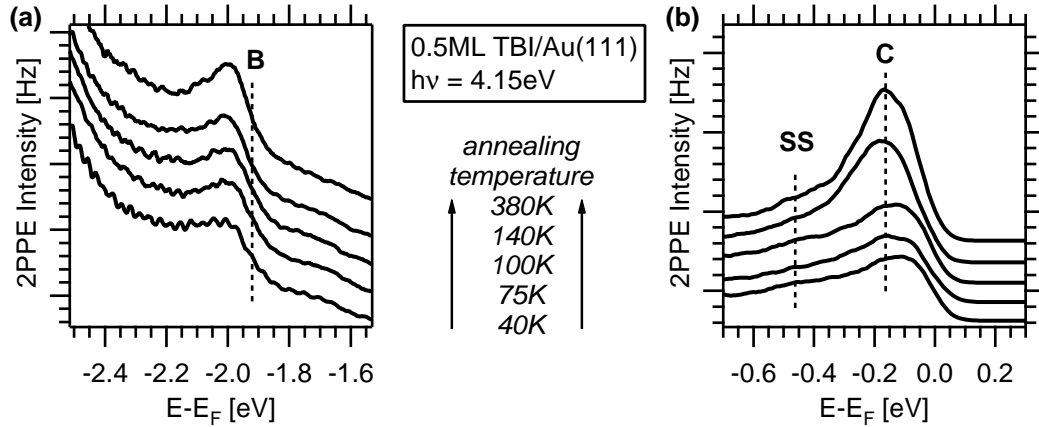 (a)
B
2PPE Intensity [Hz]
-2.4 -2.2 -2.0 -1.8 -1.6
E-E_F [eV]
0.5ML TBI/Au(111)
hν = 4.15eV
annealing
temperature
380K
140K
100K
75K
40K
(b)
C
SS
2PPE Intensity [Hz]
-0.6 -0.4 -0.2 0.0 0.2
E-E_F [eV]